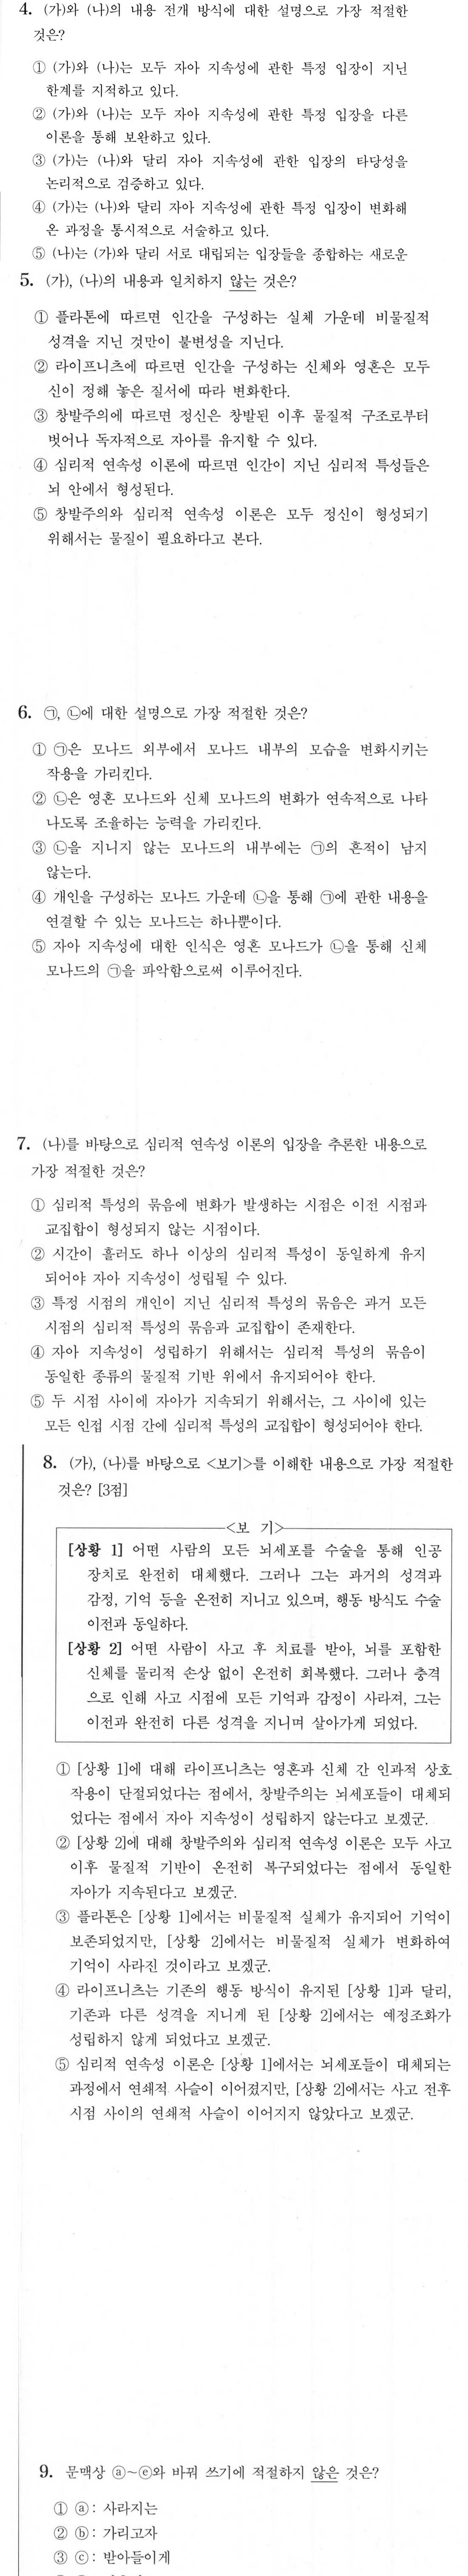 4. (가)와 (나)의 내용 전개 방식에 대한 설명으로 가장 적절한
것은?
① (가)와 (나)는 모두 자아 지속성에 관한 특정 입장이 지닌
한계를 지적하고 있다.
② (가)와 (나)는 모두 자아 지속성에 관한 특정 입장을 다른
이론을 통해 보완하고 있다.
③ (가)는 (나)와 달리 자아 지속성에 관한 입장의 타당성을
논리적으로 검증하고 있다.
④ (가)는 (나)와 달리 자아 지속성에 관한 특정 입장이 변화해
온 과정을 통시적으로 서술하고 있다.
⑤ (나)는 (가)와 달리 서로 대립되는 입장들을 종합하는 새로운
5. (가), (나)의 내용과 일치하지 않는 것은?
① 플라톤에 따르면 인간을 구성하는 실체 가운데 비물질적
성격을 지닌 것만이 불변성을 지닌다.
② 라이프니츠에 따르면 인간을 구성하는 신체와 영혼은 모두
신이 정해 놓은 질서에 따라 변화한다.
③ 창발주의에 따르면 정신은 창발된 이후 물질적 구조로부터
벗어나 독자적으로 자아를 유지할 수 있다.
④ 심리적 연속성 이론에 따르면 인간이 지닌 심리적 특성들은
뇌 안에서 형성된다.
⑤ 창발주의와 심리적 연속성 이론은 모두 정신이 형성되기
위해서는 물질이 필요하다고 본다.
6. ㉠, ㉡에 대한 설명으로 가장 적절한 것은?
① ㉠은 모나드 외부에서 모나드 내부의 모습을 변화시키는
작용을 가리킨다.
② ㉡은 영혼 모나드와 신체 모나드의 변화가 연속적으로 나타
나도록 조율하는 능력을 가리킨다.
③ ㉡을 지니지 않는 모나드의 내부에는 ㉠의 흔적이 남지
않는다.
④ 개인을 구성하는 모나드 가운데 ㉡을 통해 ㉠에 관한 내용을
연결할 수 있는 모나드는 하나뿐이다.
⑤ 자아 지속성에 대한 인식은 영혼 모나드가 ㉡을 통해 신체
모나드의 ㉠을 파악함으로써 이루어진다.
7. (나)를 바탕으로 심리적 연속성 이론의 입장을 추론한 내용으로
가장 적절한 것은?
① 심리적 특성의 묶음에 변화가 발생하는 시점은 이전 시점과
교집합이 형성되지 않는 시점이다.
② 시간이 흘러도 하나 이상의 심리적 특성이 동일하게 유지
되어야 자아 지속성이 성립될 수 있다.
③ 특정 시점의 개인이 지닌 심리적 특성의 묶음은 과거 모든
시점의 심리적 특성의 묶음과 교집합이 존재한다.
④ 자아 지속성이 성립하기 위해서는 심리적 특성의 묶음이
동일한 종류의 물질적 기반 위에서 유지되어야 한다.
⑤ 두 시점 사이에 자아가 지속되기 위해서는, 그 사이에 있는
모든 인접 시점 간에 심리적 특성의 교집합이 형성되어야 한다.
8. (가), (나)를 바탕으로 <보기>를 이해한 내용으로 가장 적절한
것은? [3점]
<보 기>
[상황 1] 어떤 사람의 모든 뇌세포를 수술을 통해 인공
장치로 완전히 대체했다. 그러나 그는 과거의 성격과
감정, 기억 등을 온전히 지니고 있으며, 행동 방식도 수술
이전과 동일하다.
[상황 2] 어떤 사람이 사고 후 치료를 받아, 뇌를 포함한
신체를 물리적 손상 없이 온전히 회복했다. 그러나 충격
으로 인해 사고 시점에 모든 기억과 감정이 사라져, 그는
이전과 완전히 다른 성격을 지니며 살아가게 되었다.
① [상황 1]에 대해 라이프니츠는 영혼과 신체 간 인과적 상호
작용이 단절되었다는 점에서, 창발주의는 뇌세포들이 대체되
었다는 점에서 자아 지속성이 성립하지 않는다고 보겠군.
② [상황 2]에 대해 창발주의와 심리적 연속성 이론은 모두 사고
이후 물질적 기반이 온전히 복구되었다는 점에서 동일한
자아가 지속된다고 보겠군.
③ 플라톤은 [상황 1]에서는 비물질적 실체가 유지되어 기억이
보존되었지만, [상황 2]에서는 비물질적 실체가 변화하여
기억이 사라진 것이라고 보겠군.
④ 라이프니츠는 기존의 행동 방식이 유지된 [상황 1]과 달리,
기존과 다른 성격을 지니게 된 [상황 2]에서는 예정조화가
성립하지 않게 되었다고 보겠군.
⑤ 심리적 연속성 이론은 [상황 1]에서는 뇌세포들이 대체되는
과정에서 연쇄적 사슬이 이어졌지만, [상황 2]에서는 사고 전후
시점 사이의 연쇄적 사슬이 이어지지 않았다고 보겠군.
9. 문맥상 ⓐ~ⓔ와 바꿔 쓰기에 적절하지 않은 것은?
① ⓐ: 사라지는
② ⓑ: 가리고자
③ ⓒ: 받아들이게